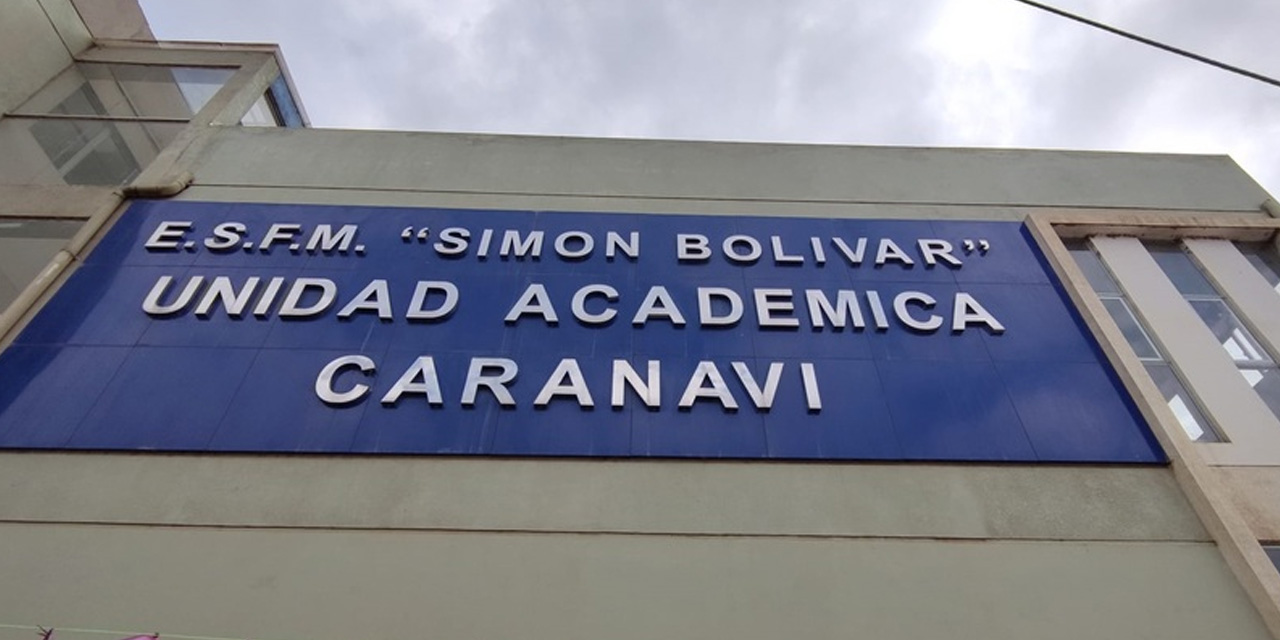 E.S.F.M. “SIMON BOLIVAR”
UNIDAD ACADEMICA
CARANAVI